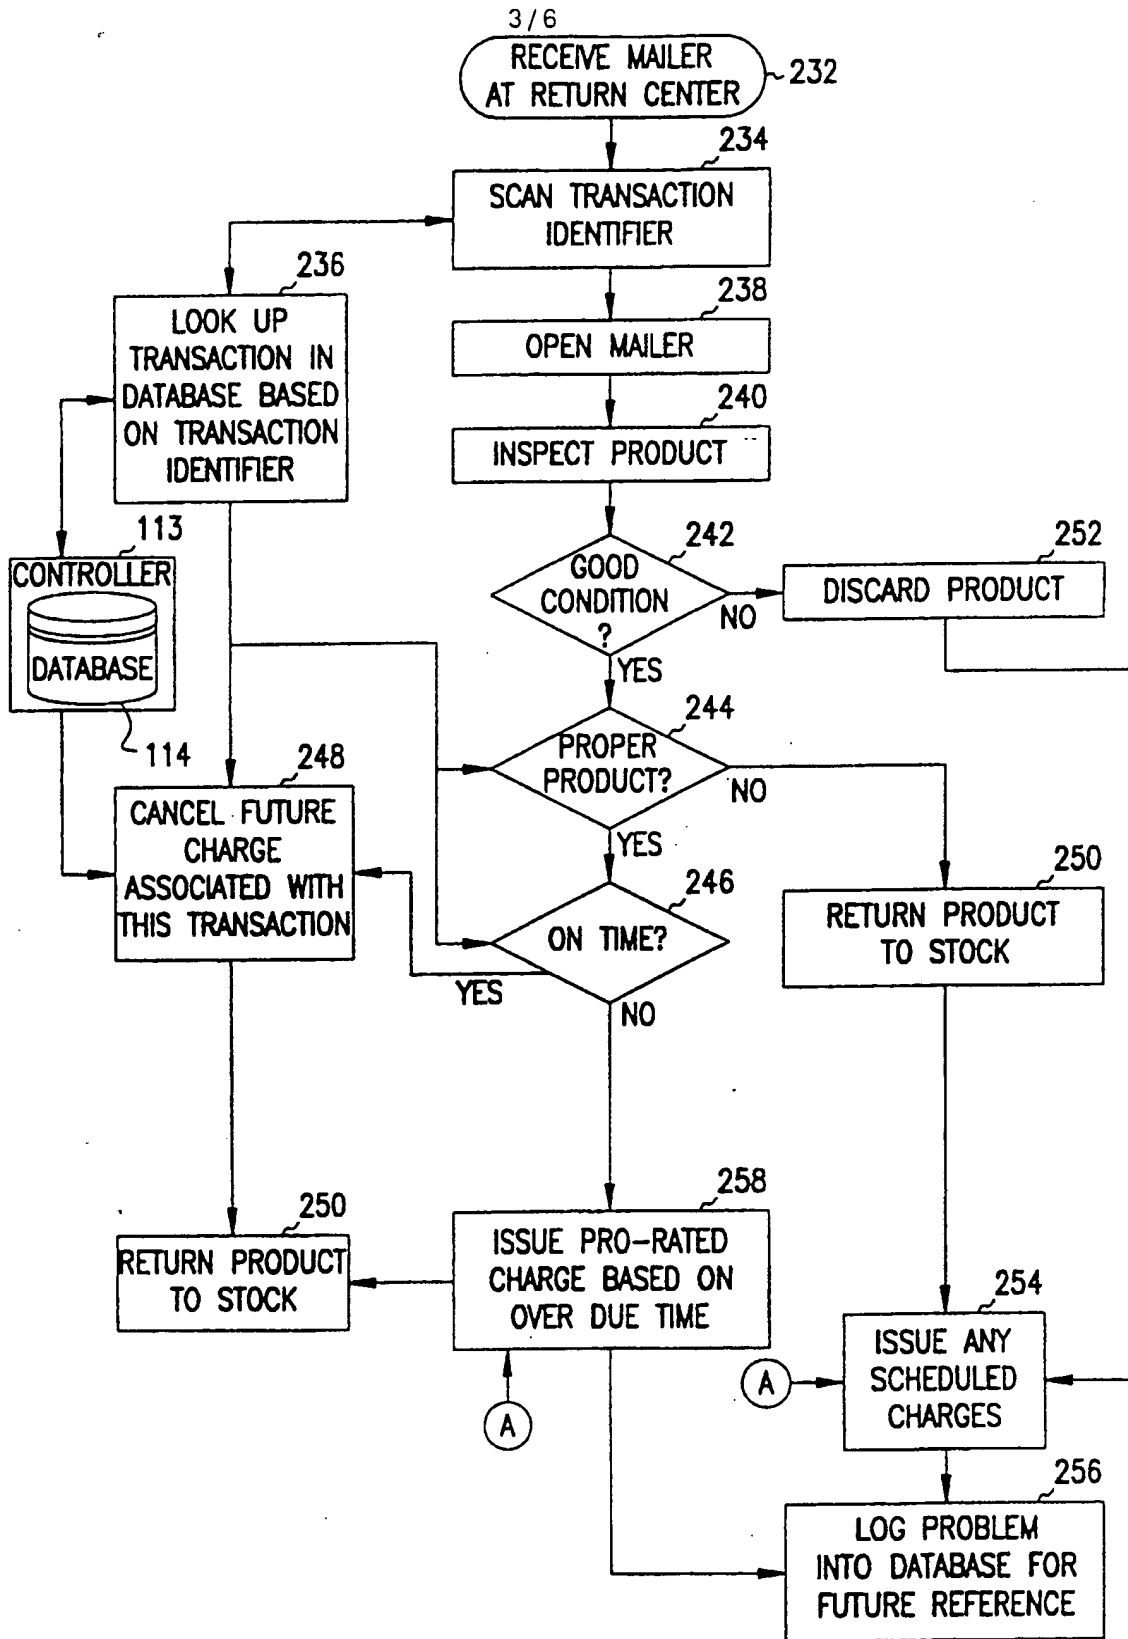 3/6
RECEIVE MAILER
AT RETURN CENTER
232
234
SCAN TRANSACTION
IDENTIFIER
236
LOOK UP
TRANSACTION IN
DATABASE BASED
ON TRANSACTION
IDENTIFIER
238
OPEN MAILER
240
INSPECT PRODUCT
113
CONTROLLER
DATABASE
114
242
GOOD
CONDITION
?
NO
YES
252
DISCARD PRODUCT
244
PROPER
PRODUCT?
NO
YES
248
CANCEL FUTURE
CHARGE
ASSOCIATED WITH
THIS TRANSACTION
246
ON TIME?
YES
NO
250
RETURN PRODUCT
TO STOCK
250
RETURN PRODUCT
TO STOCK
258
ISSUE PRO-RATED
CHARGE BASED ON
OVER DUE TIME
A
254
ISSUE ANY
SCHEDULED
CHARGES
A
256
LOG PROBLEM
INTO DATABASE FOR
FUTURE REFERENCE